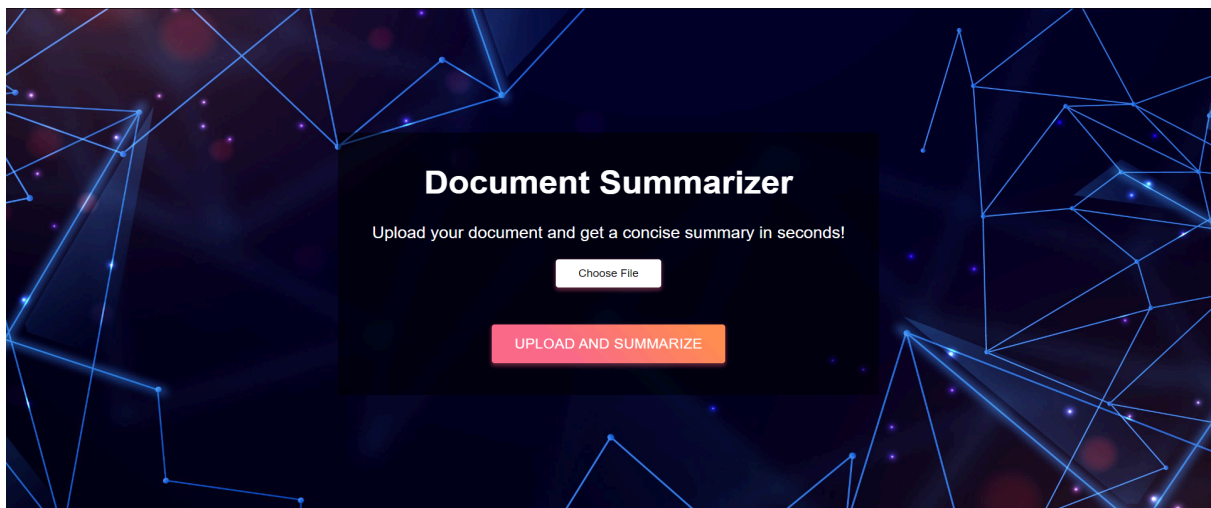 Document Summarizer
Upload your document and get a concise summary in seconds!
Choose File
UPLOAD AND SUMMARIZE